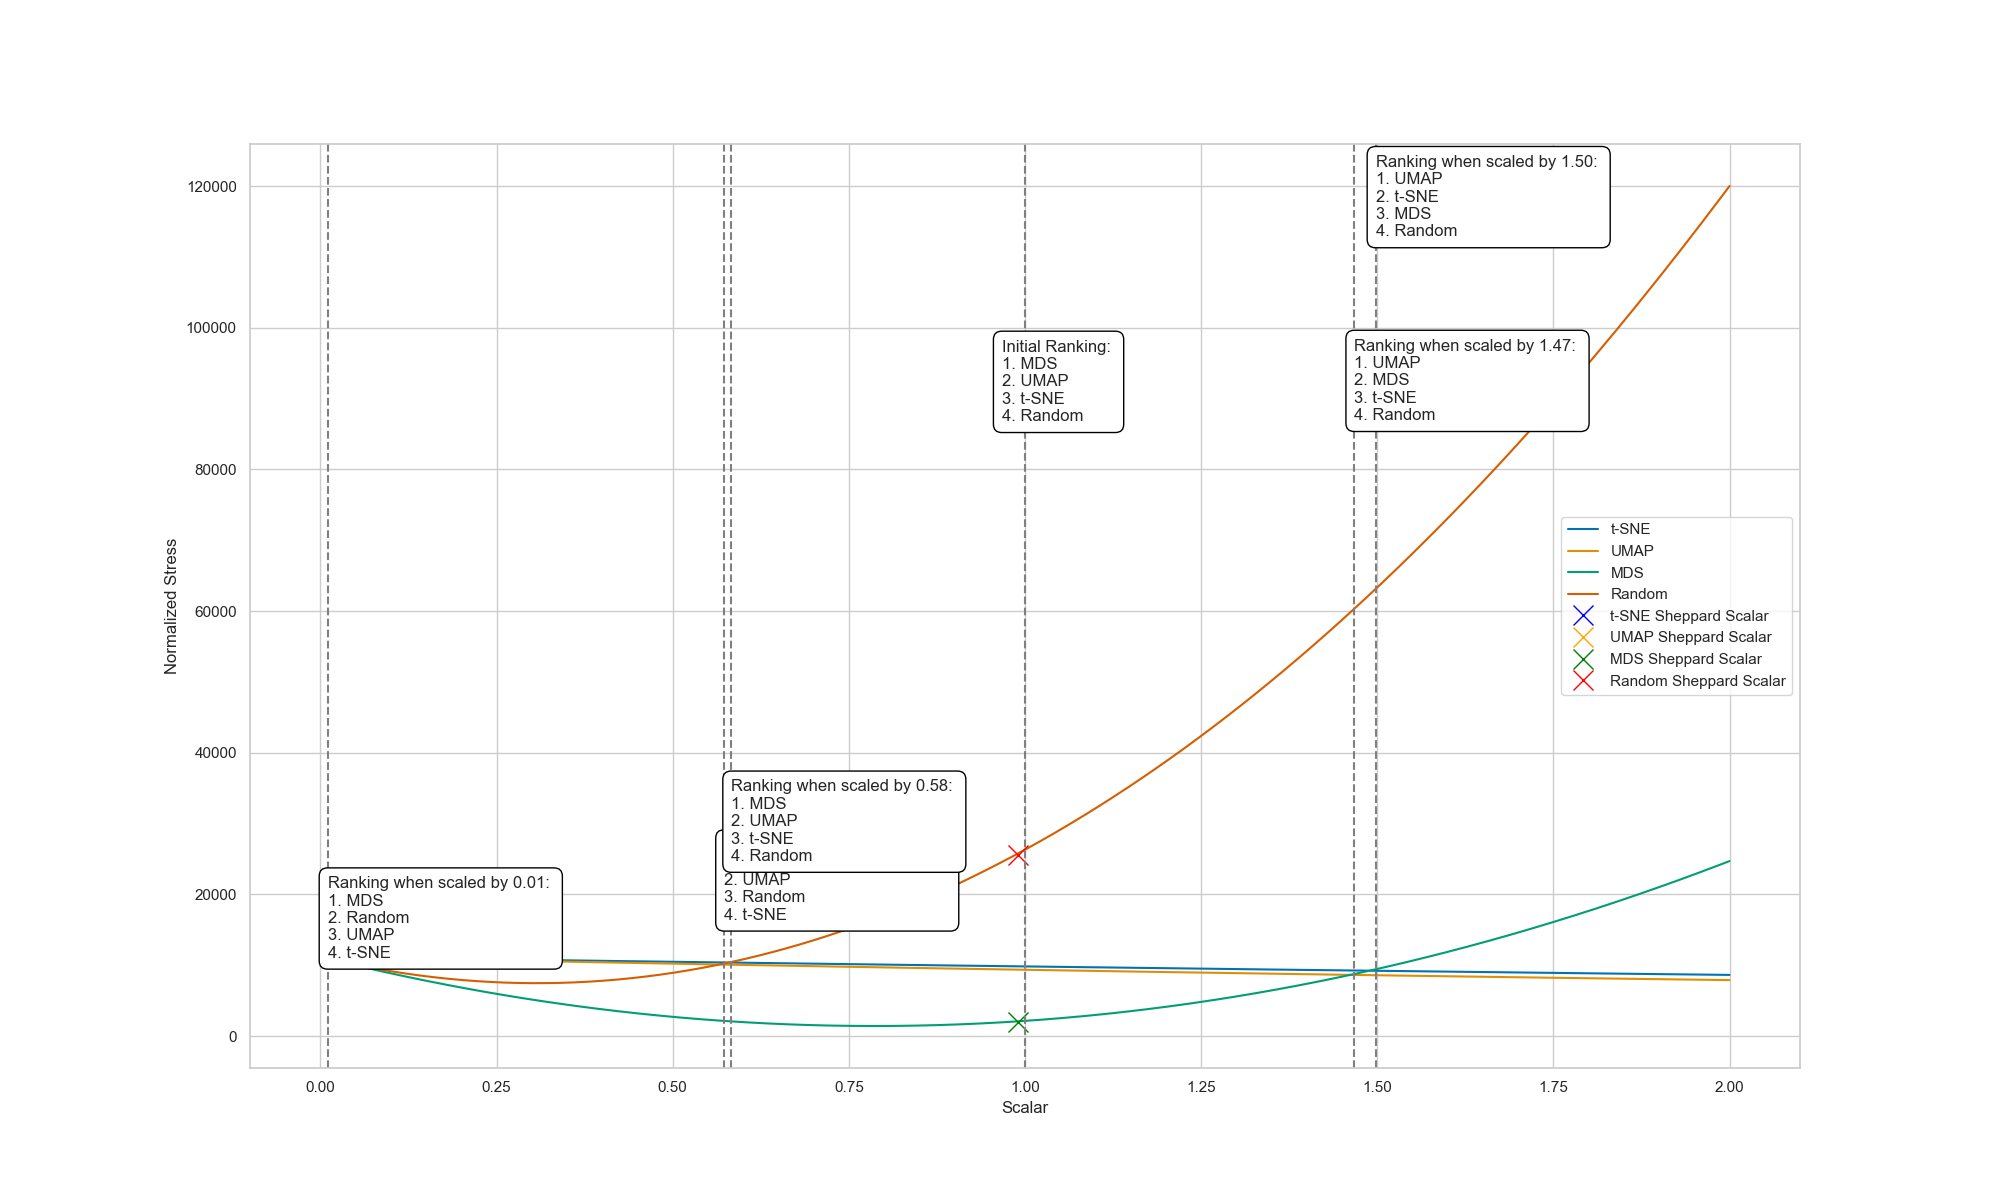 Ranking when scaled by 1.50:
1. UMAP
2. t-SNE
3. MDS
4. Random
Initial Ranking:
1. MDS
2. UMAP
3. t-SNE
4. Random
Ranking when scaled by 1.47:
1. UMAP
2. MDS
3. t-SNE
4. Random
Ranking when scaled by 0.58:
1. MDS
2. UMAP
3. t-SNE
4. Random
2. UMAP
3. Random
4. t-SNE
Ranking when scaled by 0.01:
1. MDS
2. Random
3. UMAP
4. t-SNE
t-SNE
UMAP
MDS
Random
t-SNE Sheppard Scalar
UMAP Sheppard Scalar
MDS Sheppard Scalar
Random Sheppard Scalar
Normalized Stress
120000
100000
80000
60000
40000
20000
0
0.00
0.25
0.50
0.75
1.00
1.25
1.50
1.75
2.00
Scalar